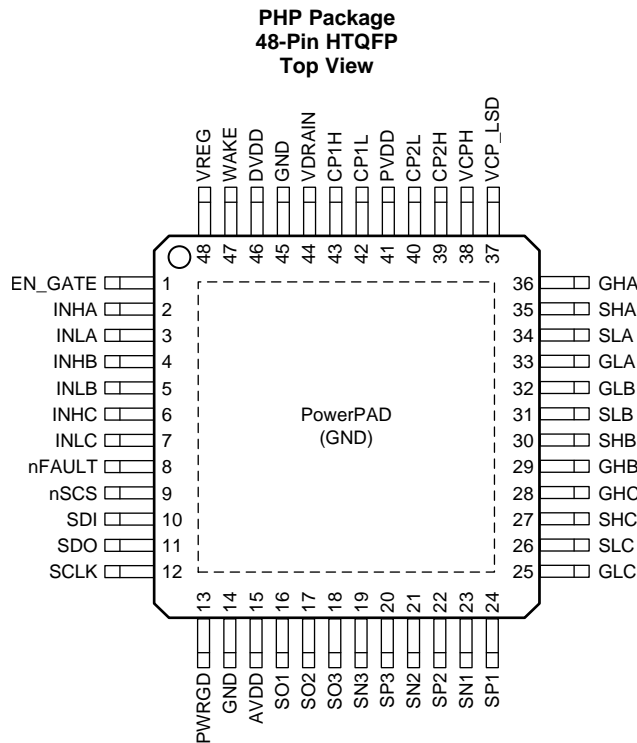 PHP Package
48-Pin HTQFP
Top View
VREG
WAKE
DVDD
GND
VDRAIN
CP1H
CP1L
PVDD
CP2L
CP2H
VCPH
VCP_LSD
48
47
46
45
44
43
42
41
40
39
38
37
EN_GATE 1
INHA 2
INLA 3
INHB 4
INLB 5
INHC 6
INLC 7
nFAULT 8
nSCS 9
SDI 10
SDO 11
SCLK 12
PowerPAD
(GND)
36 GHA
35 SHA
34 SLA
33 GLA
32 GLB
31 SLB
30 SHB
29 GHB
28 GHC
27 SHC
26 SLC
25 GLC
13
14
15
16
17
18
19
20
21
22
23
24
PWRGD
GND
AVDD
SO1
SO2
SO3
SN3
SP3
SN2
SP2
SN1
SP1